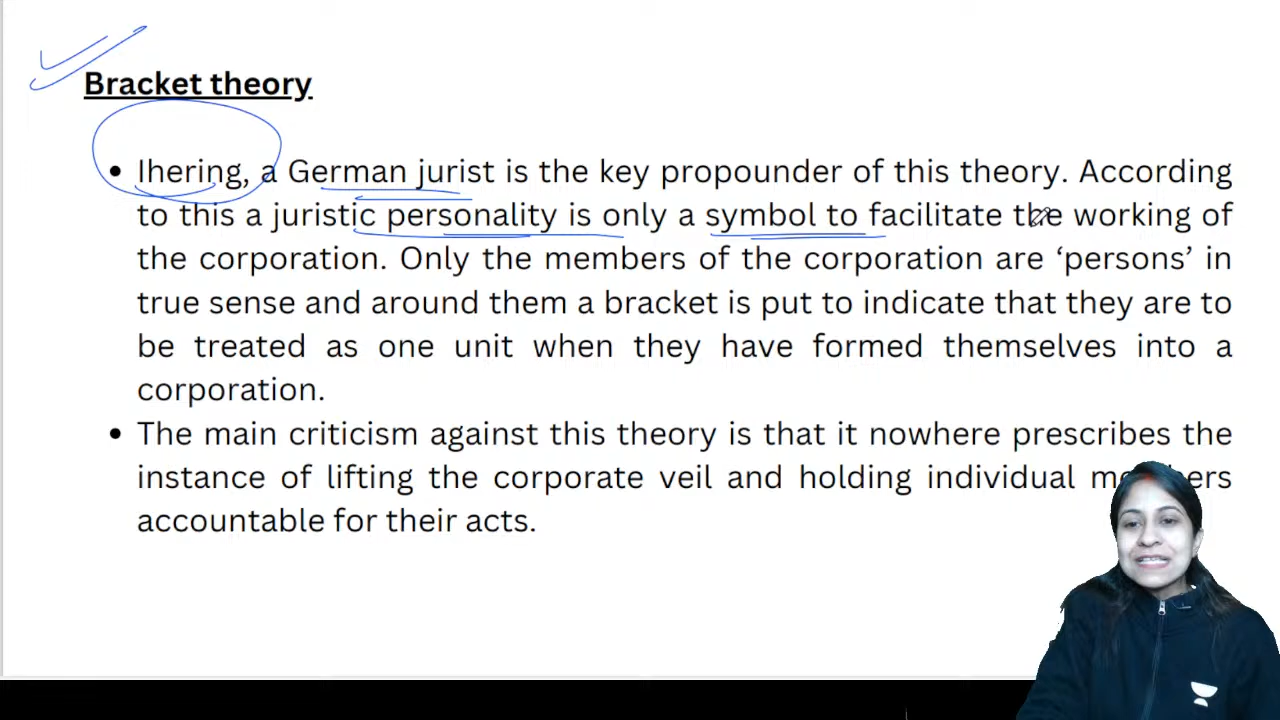 Bracket theory
• Ihering, a German jurist is the key propounder of this theory. According
to this a juristic personality is only a symbol to facilitate the working of
the corporation. Only the members of the corporation are ‘persons’ in
true sense and around them a bracket is put to indicate that they are to
be treated as one unit when they have formed themselves into a
corporation.
• The main criticism against this theory is that it nowhere prescribes the
instance of lifting the corporate veil and holding individual members
accountable for their acts.